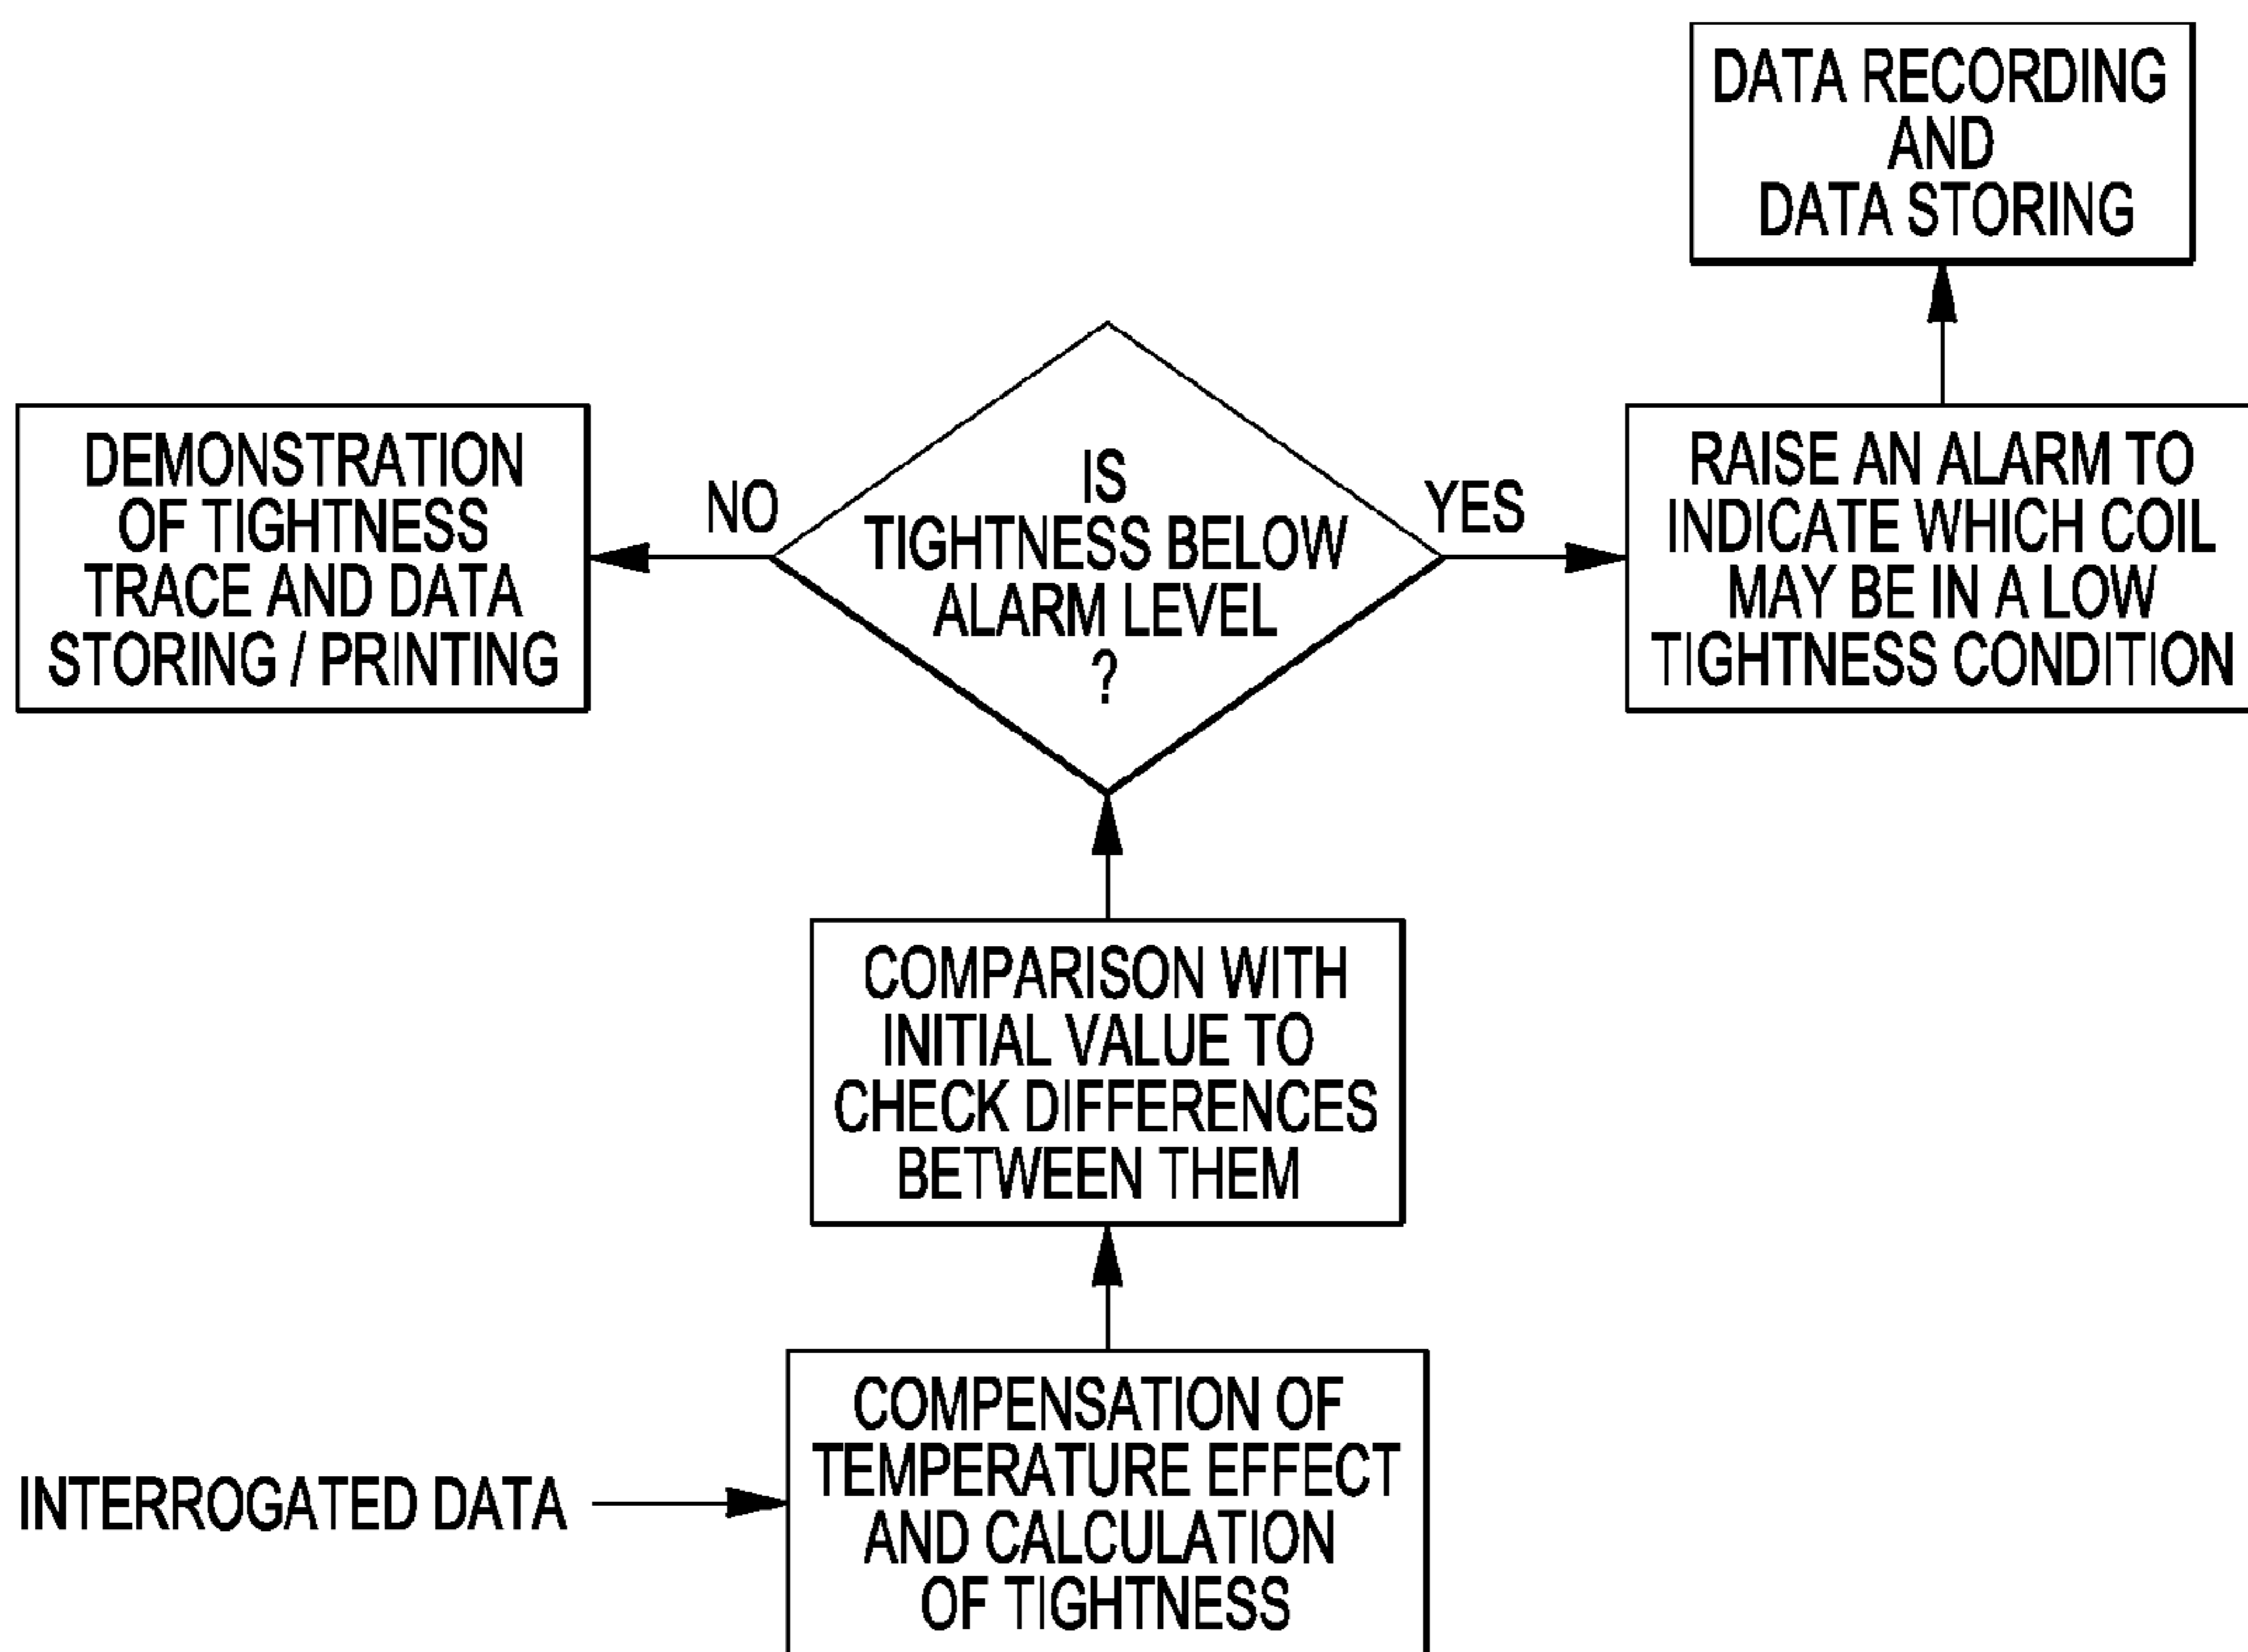 DATA RECORDING
AND
DATA STORING
DEMONSTRATION
OF TIGHTNESS
TRACE AND DATA
STORING / PRINTING
NO
IS
TIGHTNESS BELOW
ALARM LEVEL
?
YES
RAISE AN ALARM TO
INDICATE WHICH COIL
MAY BE IN A LOW
TIGHTNESS CONDITION
COMPARISON WITH
INITIAL VALUE TO
CHECK DIFFERENCES
BETWEEN THEM
INTERROGATED DATA
COMPENSATION OF
TEMPERATURE EFFECT
AND CALCULATION
OF TIGHTNESS